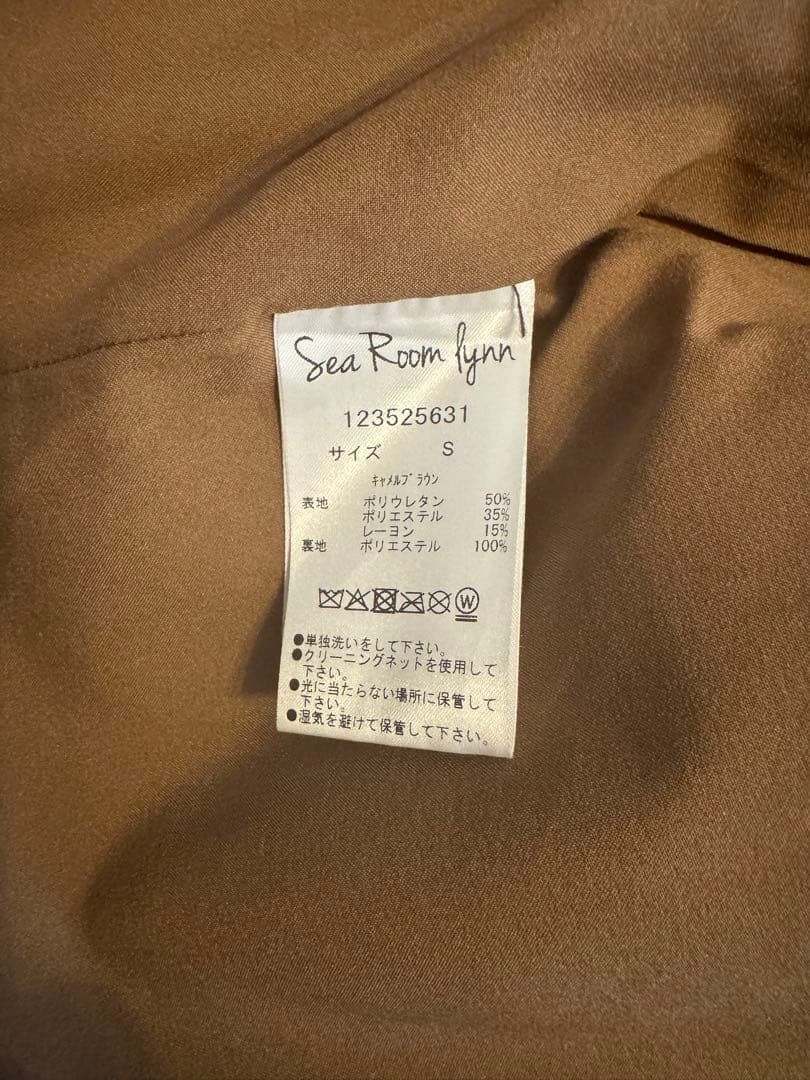 Sea Room lynn
123525631
サイズ S
ｷｬﾒﾙﾌﾞﾗｳﾝ
表地 ポリウレタン 50%
ポリエステル 35%
レーヨン 15%
裏地 ポリエステル 100%
W
●単独洗いをして下さい。
●クリーニングネットを使用して
下さい。
●光に当たらない場所に保管して
下さい。
●湿気を避けて保管して下さい。